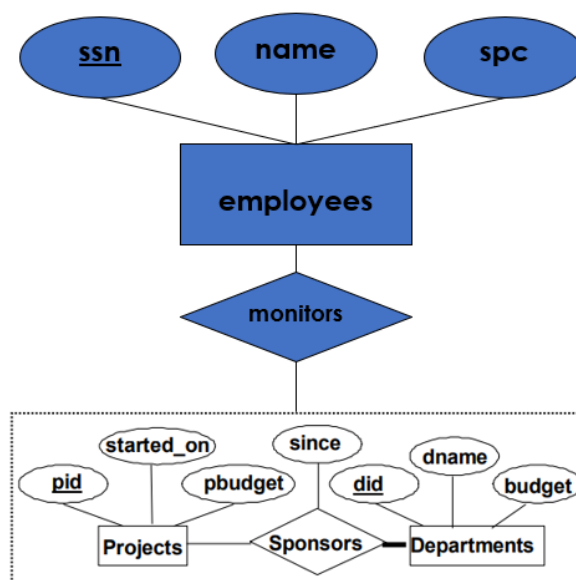 ssn
name
spc
employees
monitors
started_on
since
dname
pid
pbudget
did
budget
Projects
Sponsors
Departments